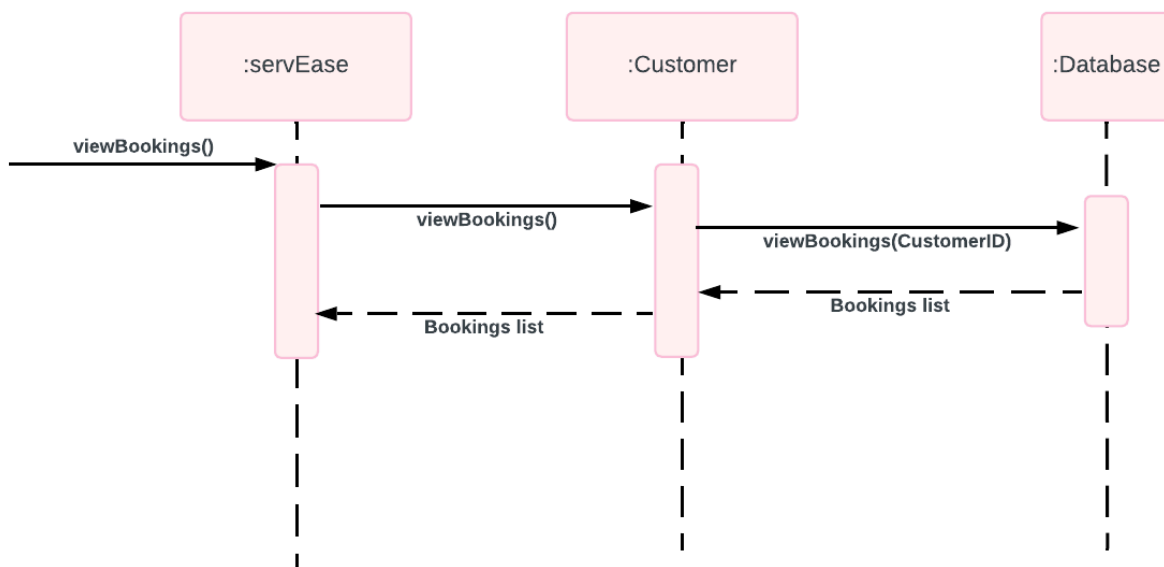 :servEase
:Customer
:Database
viewBookings()
viewBookings()
viewBookings(CustomerID)
Bookings list
Bookings list